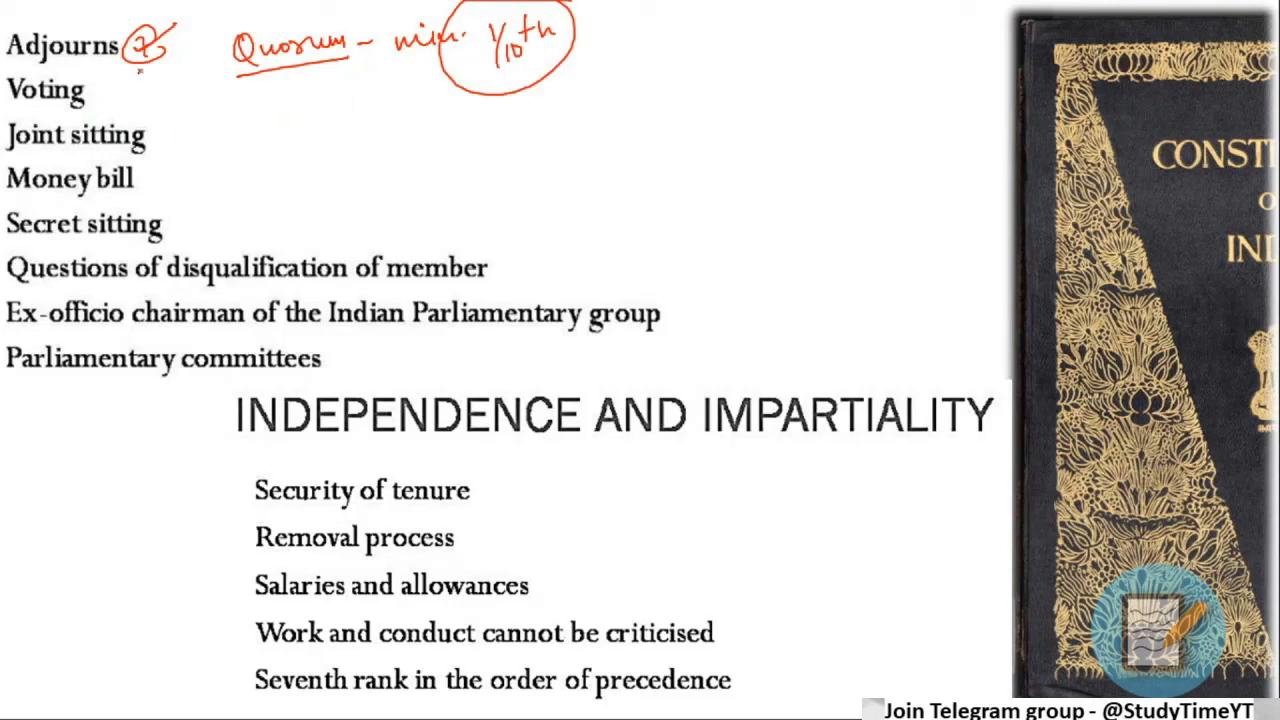 Adjourns Quorum - min. 1/10th
Voting
Joint sitting
Money bill
Secret sitting
Questions of disqualification of member
Ex-officio chairman of the Indian Parliamentary group
Parliamentary committees
INDEPENDENCE AND IMPARTIALITY
Security of tenure
Removal process
Salaries and allowances
Work and conduct cannot be criticised
Seventh rank in the order of precedence
CONSTI
O
IND
Join Telegram group - @StudyTimeYT